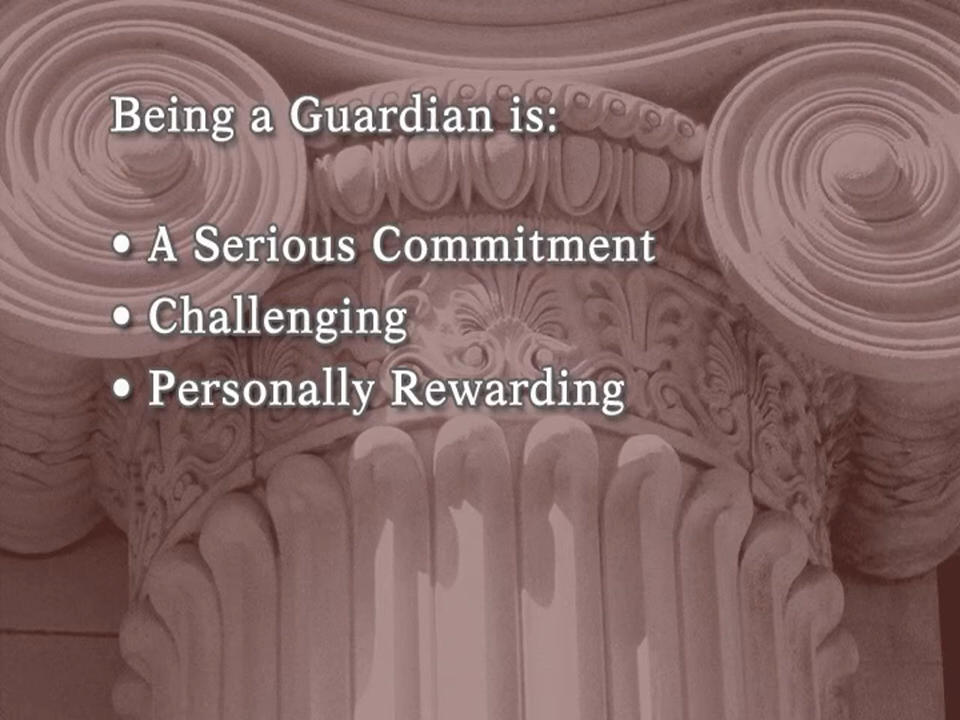 Being a Guardian is:
• A Serious Commitment
• Challenging
• Personally Rewarding